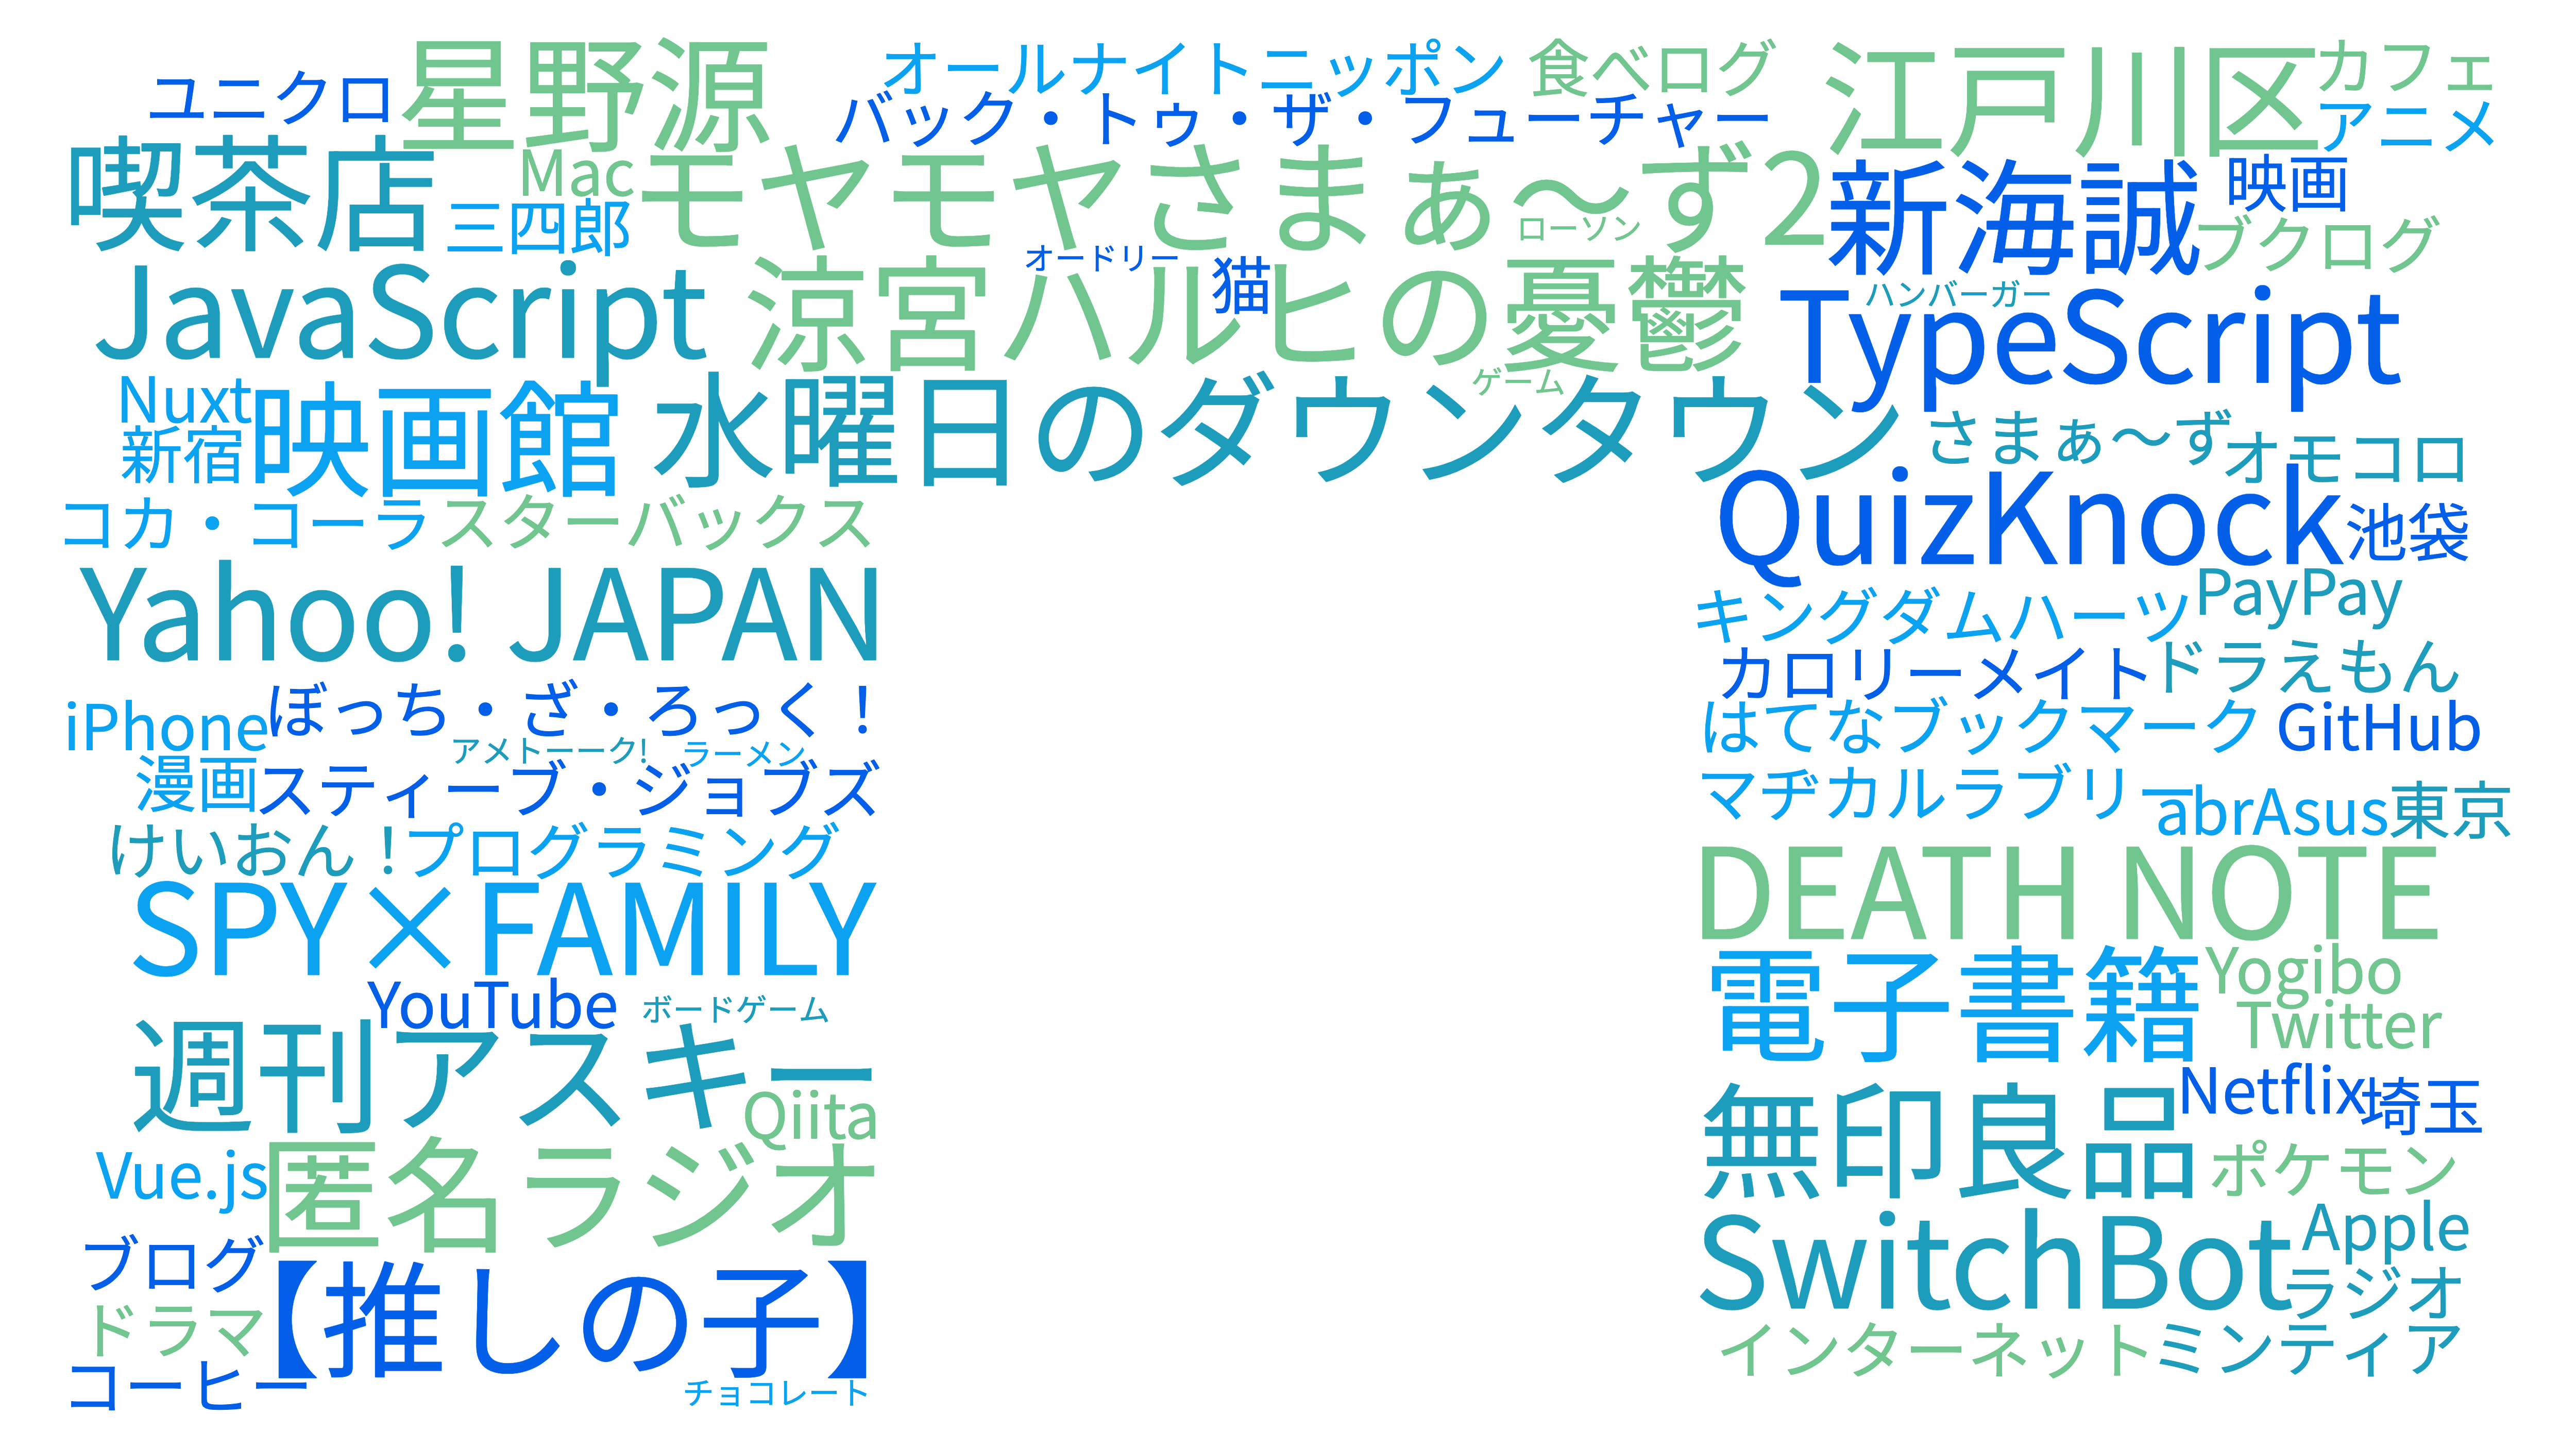 星野源
オールナイトニッポン
食べログ
江戸川区
カフェ
ユニクロ
バック・トゥ・ザ・フューチャー
アニメ
喫茶店
Mac
モヤモヤさまぁ〜ず2
新海誠
映画
三四郎
ローソン
ブクログ
JavaScript
涼宮ハルヒの憂鬱
オードリー
猫
TypeScript
ハンバーガー
Nuxt
映画館
水曜日のダウンタウン
ゲーム
さまぁ〜ず
オモコロ
新宿
QuizKnock
池袋
コカ・コーラ
スターバックス
Yahoo! JAPAN
キングダムハーツ
PayPay
カロリーメイト
ドラえもん
iPhone
ぼっち・ざ・ろっく！
はてなブックマーク
GitHub
アメトーーク!
ラーメン
漫画
スティーブ・ジョブズ
マヂカルラブリー
abrAsus
東京
けいおん！
プログラミング
DEATH NOTE
SPY×FAMILY
電子書籍
Yogibo
YouTube
ボードゲーム
Twitter
週刊アスキー
Qiita
無印良品
Netflix
埼玉
Vue.js
匿名ラジオ
ポケモン
SwitchBot
Apple
ブログ
【推しの子】
ラジオ
ドラマ
インターネット
ミンティア
コーヒー
チョコレート